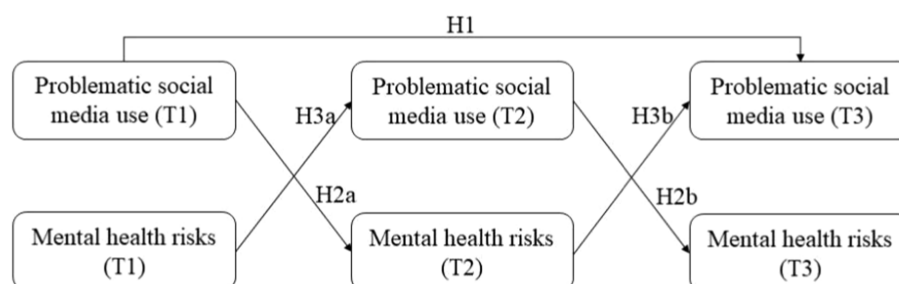 H1
Problematic social
media use (T1)
Problematic social
media use (T2)
Problematic social
media use (T3)
H3a
H3b
H2a
H2b
Mental health risks
(T1)
Mental health risks
(T2)
Mental health risks
(T3)